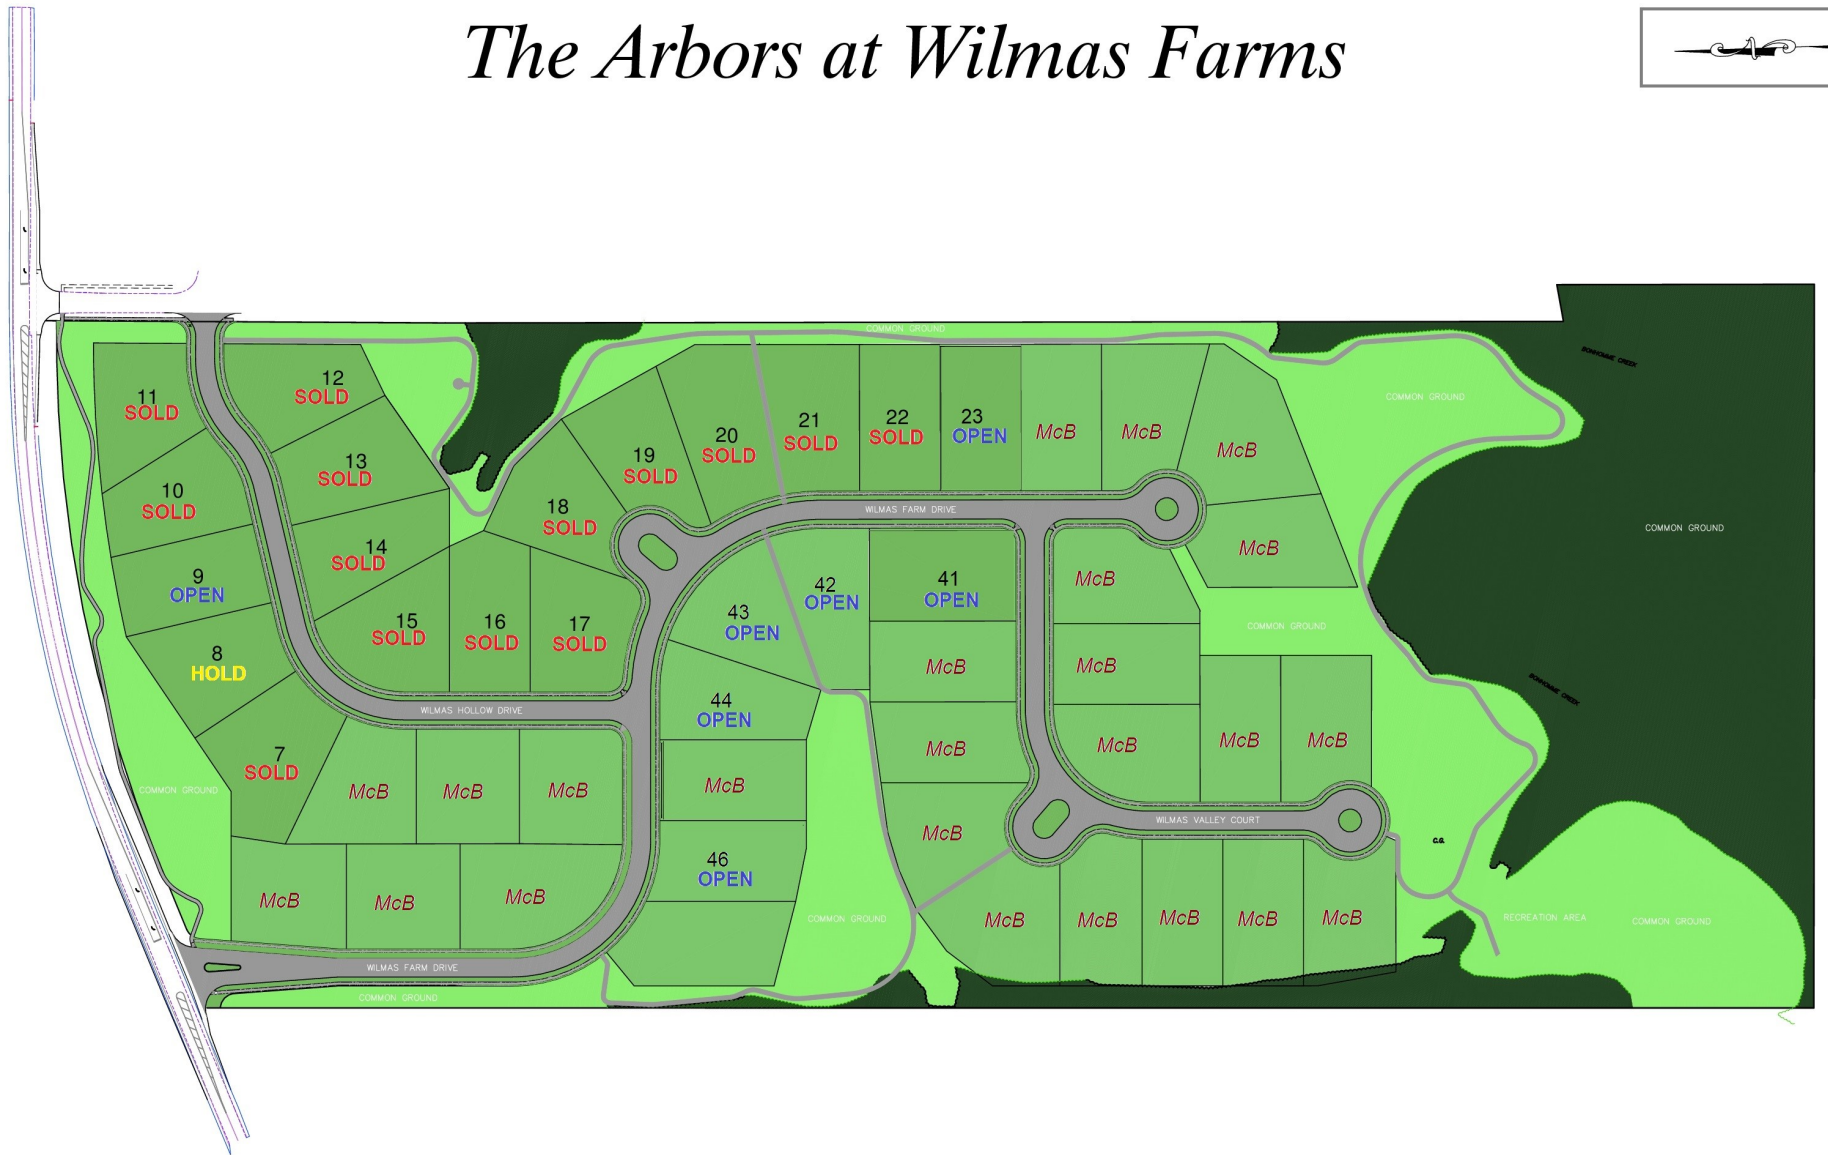 The Arbors at Wilmas Farms
N
COMMON GROUND
BONHOMME CREEK
11
SOLD
12
SOLD
COMMON GROUND
10
SOLD
13
SOLD
18
SOLD
19
SOLD
20
SOLD
21
SOLD
22
SOLD
23
OPEN
McB
McB
McB
WILMAS FARM DRIVE
COMMON GROUND
9
OPEN
14
SOLD
McB
8
HOLD
15
SOLD
16
SOLD
17
SOLD
43
OPEN
42
OPEN
41
OPEN
McB
COMMON GROUND
McB
McB
BONHOMME CREEK
WILMAS HOLLOW DRIVE
44
OPEN
7
SOLD
McB
McB
McB
McB
COMMON GROUND
McB
McB
McB
McB
WILMAS VALLEY COURT
McB
C.G.
46
OPEN
McB
McB
McB
COMMON GROUND
McB
McB
McB
McB
McB
RECREATION AREA
COMMON GROUND
WILMAS FARM DRIVE
COMMON GROUND